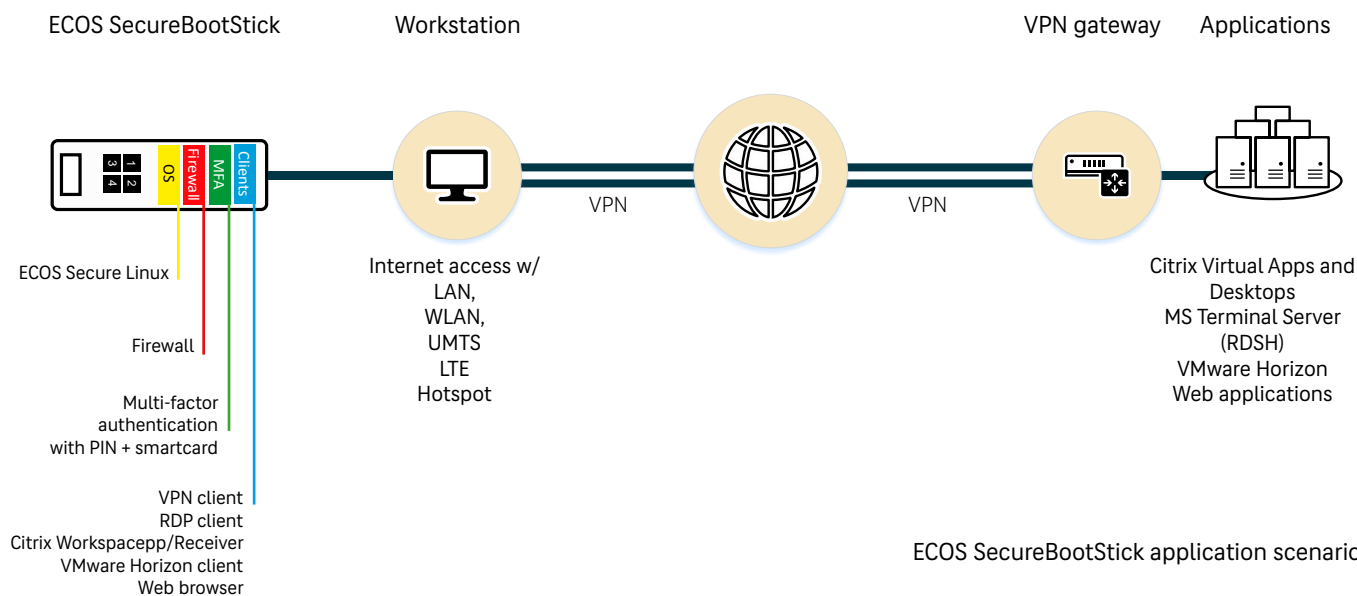 ECOS SecureBootStick
Workstation
VPN gateway
Applications
Clients
MFA
Firewall
OS
1 2
3 4
VPN
VPN
ECOS Secure Linux
Firewall
Multi-factor
authentication
with PIN + smartcard
VPN client
RDP client
Citrix Workspacepp/Receiver
VMware Horizon client
Web browser
Internet access w/
LAN,
WLAN,
UMTS
LTE
Hotspot
Citrix Virtual Apps and
Desktops
MS Terminal Server
(RDSH)
VMware Horizon
Web applications
ECOS SecureBootStick application scenario